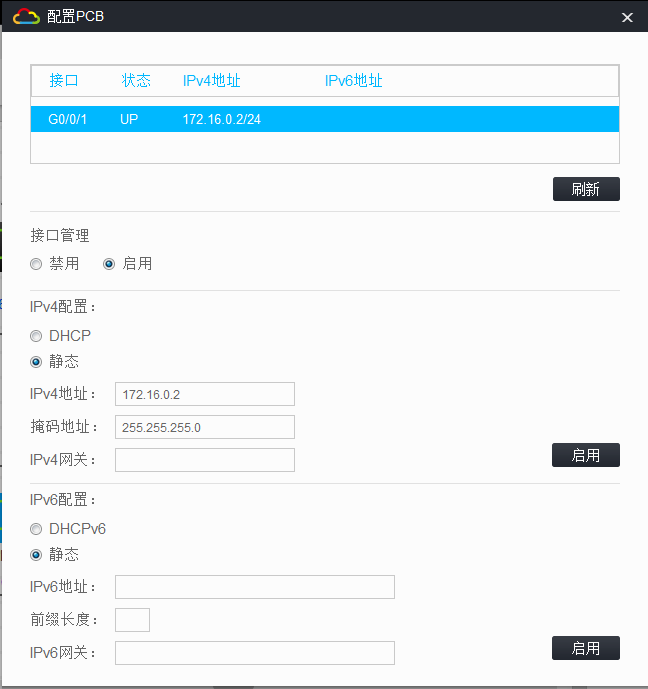 配置PCB
接口 状态 IPv4地址 IPv6地址
G0/0/1 UP 172.16.0.2/24
刷新
接口管理
禁用 启用
IPv4配置：
DHCP
静态
IPv4地址： 172.16.0.2
掩码地址： 255.255.255.0
IPv4网关： 启用
IPv6配置：
DHCPv6
静态
IPv6地址：
前缀长度：
IPv6网关： 启用